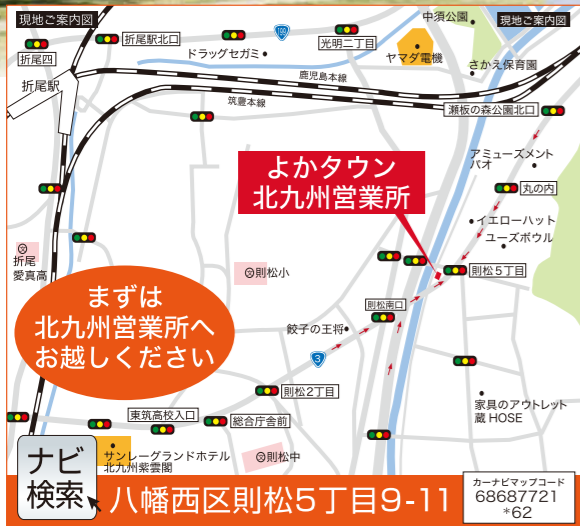 現地ご案内図
現地ご案内図
中須公園
折尾駅北口
199
光明二丁目
折尾四
ドラッグセガミ
ヤマダ電機
さかえ保育園
折尾駅
鹿児島本線
筑豊本線
瀬板の森公園北口
よかタウン
北九州営業所
アミューズメント
パオ
丸の内
イエローハット
ユーズボウル
折尾
愛真高
則松小
則松5丁目
まずは
北九州営業所へ
お越しください
則松南口
餃子の王将
3
則松2丁目
東筑高校入口
総合庁舎前
家具のアウトレット
蔵 HOSE
サンレーグランドホテル
北九州紫雲閣
則松中
ナビ
検索
八幡西区則松5丁目9-11
カーナビマップコード
68687721
*62